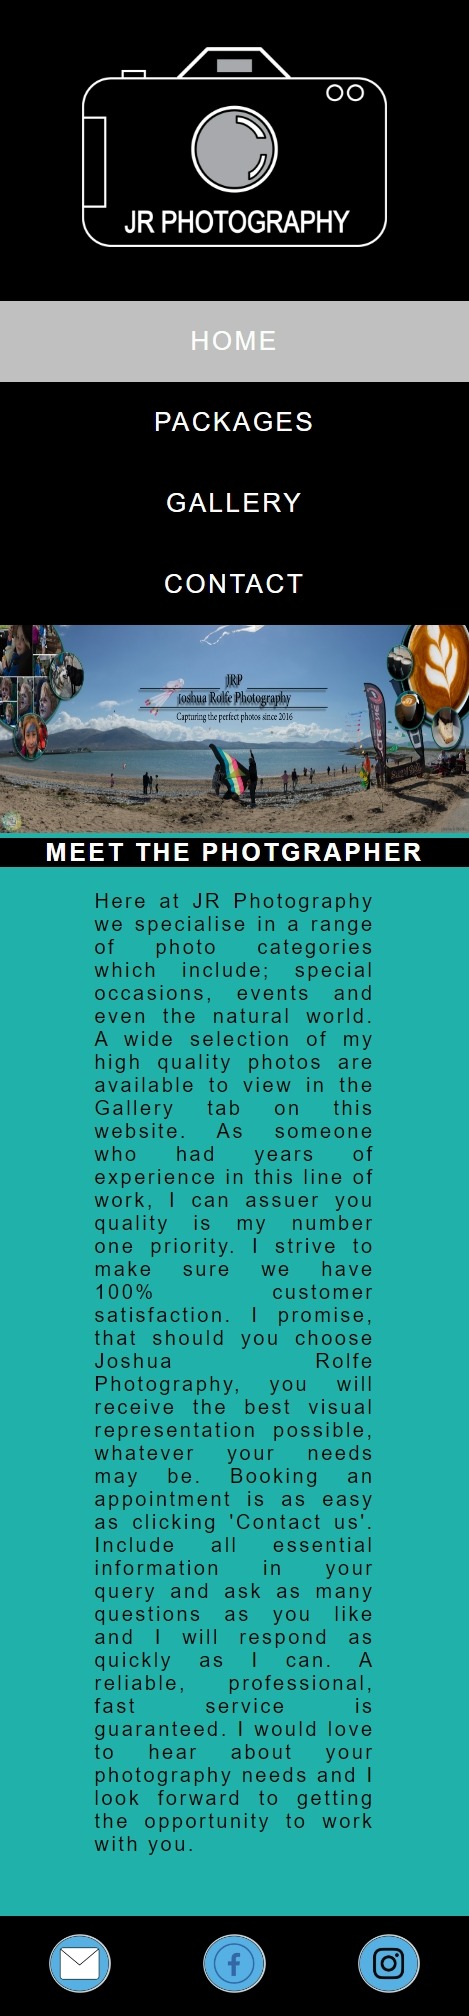 JR PHOTOGRAPHY
HOME
PACKAGES
GALLERY
CONTACT
JRP
Joshua Rolfe Photography
Capturing the perfect photos since 2016
MEET THE PHOTGRAPHER
Here at JR Photography
we specialise in a range
of photo categories
which include; special
occasions, events and
even the natural world.
A wide selection of my
high quality photos are
available to view in the
Gallery tab on this
website. As someone
who had years of
experience in this line of
work, I can assuer you
quality is my number
one priority. I strive to
make sure we have
100% customer
satisfaction. I promise,
that should you choose
Joshua Rolfe
Photography, you will
receive the best visual
representation possible,
whatever your needs
may be. Booking an
appointment is as easy
as clicking 'Contact us'.
Include all essential
information in your
query and ask as many
questions as you like
and I will respond as
quickly as I can. A
reliable, professional,
fast service is
guaranteed. I would love
to hear about your
photography needs and I
look forward to getting
the opportunity to work
with you.